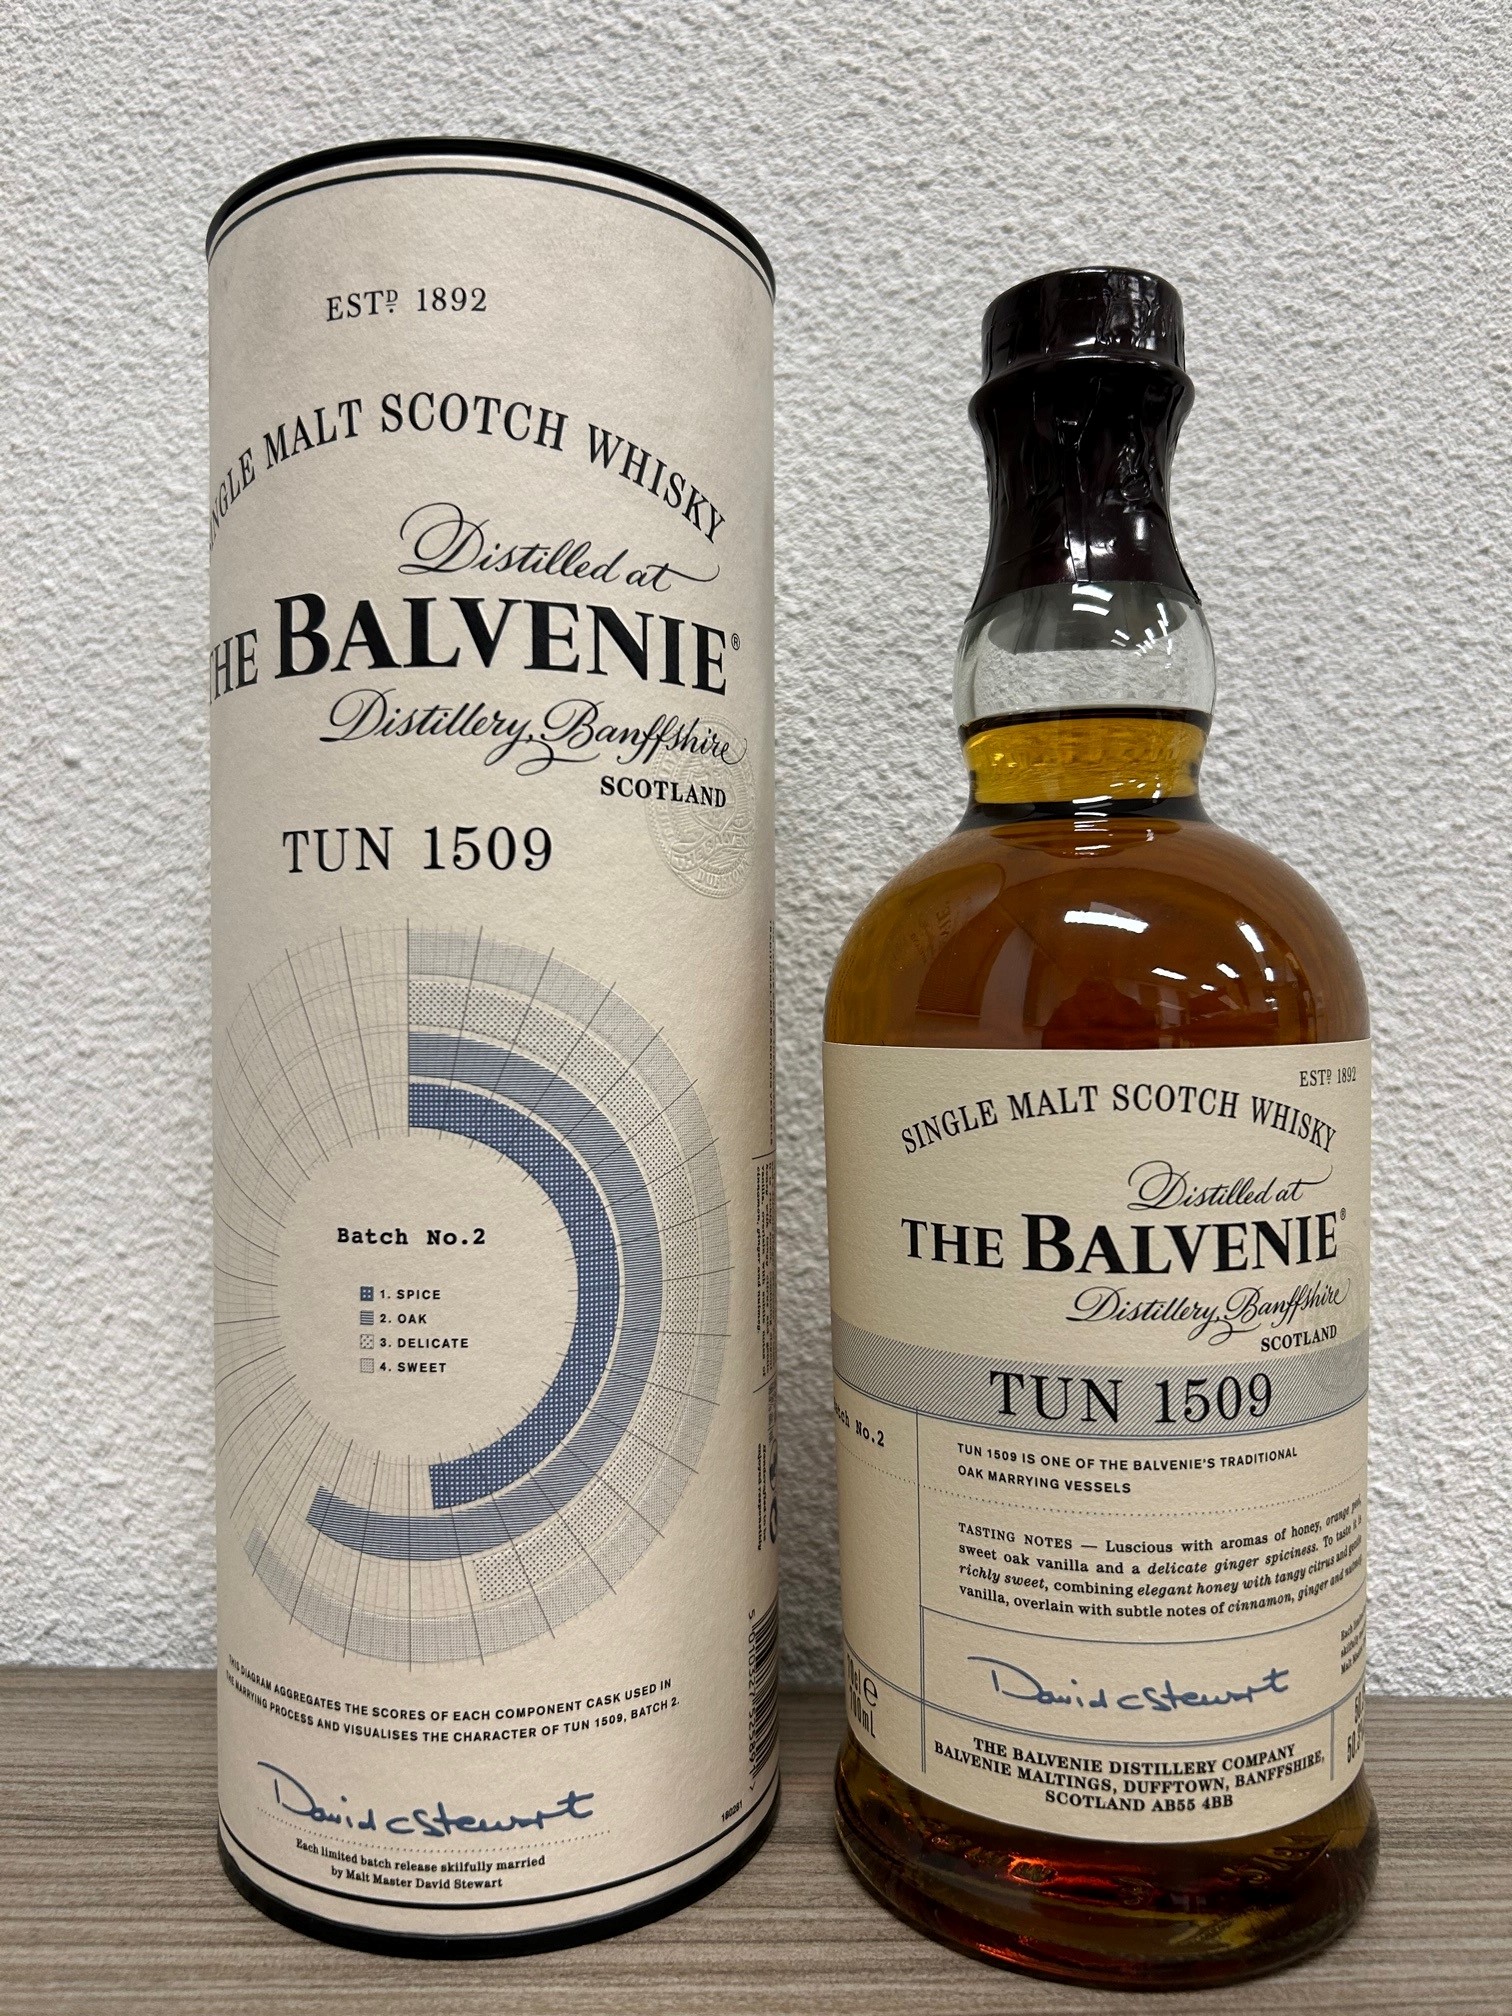 ESTD. 1892
MALT SCOTCH WHISKY
Distilled at
THE BALVENIE®
Distillery, Banffshire
SCOTLAND
TUN 1509
Batch No.2
1. SPICE
2. OAK
3. DELICATE
4. SWEET
THIS DIAGRAM AGGREGATES THE SCORES OF EACH COMPONENT CASK USED IN
THE MARRYING PROCESS AND VISUALISES THE CHARACTER OF TUN 1509, BATCH 2.
David C Stewart
Each limited batch release skilfully married
by Malt Master David Stewart
180281
ESTD. 1892
SINGLE MALT SCOTCH WHISKY
Distilled at
THE BALVENIE®
Distillery, Banffshire
SCOTLAND
TUN 1509
Batch No.2
TUN 1509 IS ONE OF THE BALVENIE'S TRADITIONAL
OAK MARRYING VESSELS
TASTING NOTES — Luscious with aromas of honey, orange peel,
sweet oak vanilla and a delicate ginger spiciness. To taste it is
richly sweet, combining elegant honey with tangy citrus and gentle
vanilla, overlain with subtle notes of cinnamon, ginger and nutmeg
David C Stewart
70cl e
700mL
THE BALVENIE DISTILLERY COMPANY
BALVENIE MALTINGS, DUFFTOWN, BANFFSHIRE,
SCOTLAND AB55 4BB